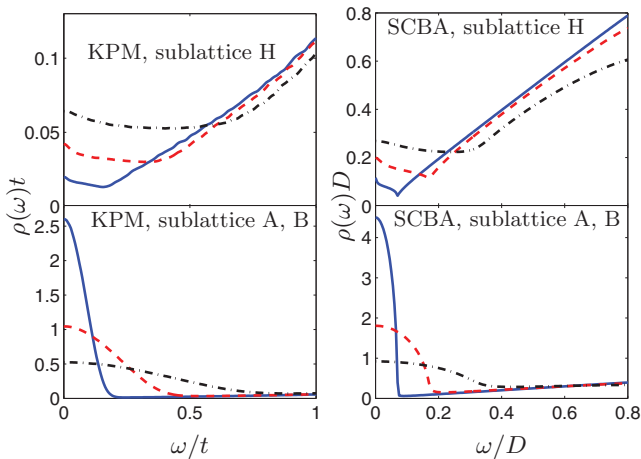 KPM, sublattice H
SCBA, sublattice H
0.1
0.05
0
0.8
0.6
0.4
0.2
0
KPM, sublattice A, B
SCBA, sublattice A, B
2.5
2
1.5
1
0.5
0
4
3
2
1
0
ρ(ω)t
ρ(ω)D
0 0.5 1
0 0.2 0.4 0.6 0.8
ω/t
ω/D